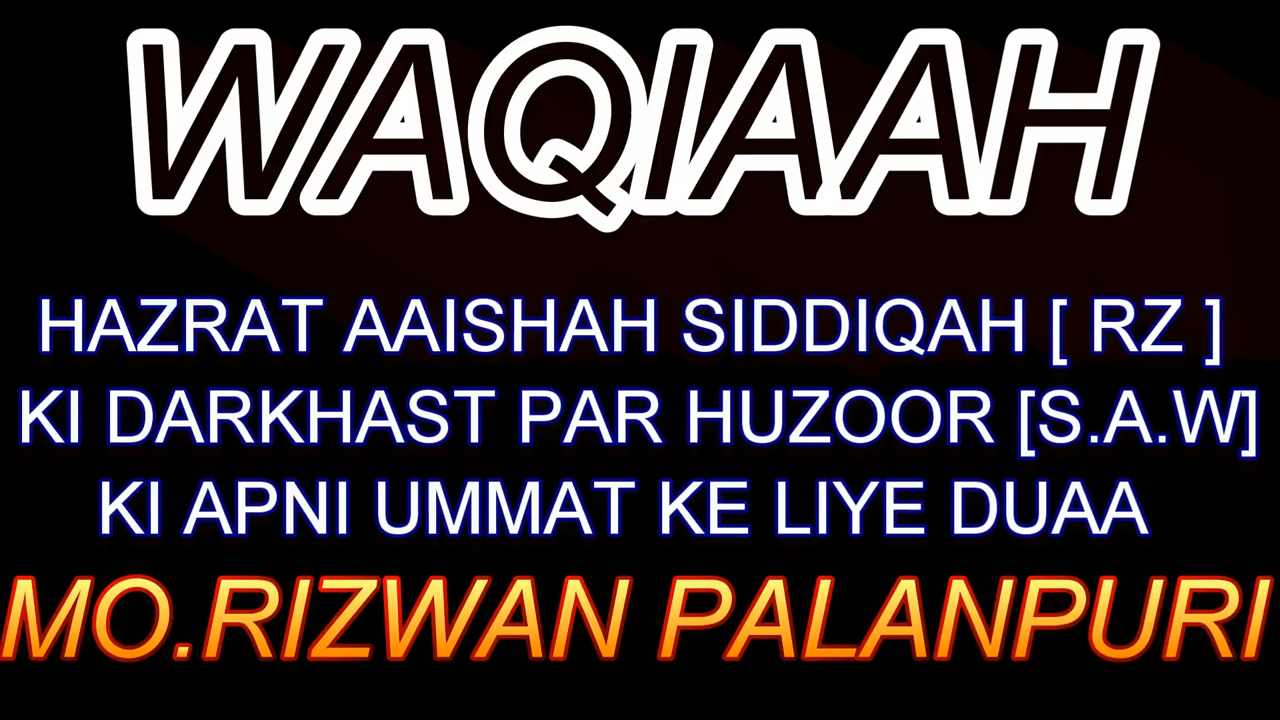 WAQIAAH
HAZRAT AAISHAH SIDDIQAH [ RZ ]
KI DARKHAST PAR HUZOOR [S.A.W]
KI APNI UMMAT KE LIYE DUAA
MO.RIZWAN PALANPURI